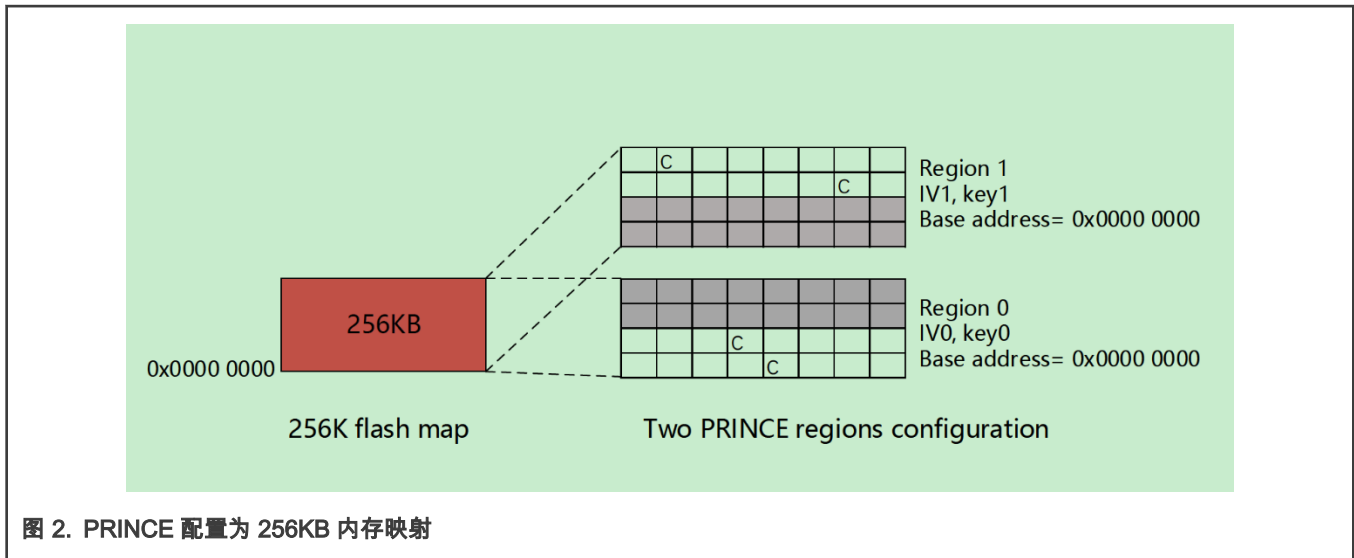 C
C
Region 1
IV1, key1
Base address= 0x0000 0000
256KB
0x0000 0000
C
C
Region 0
IV0, key0
Base address= 0x0000 0000
256K flash map
Two PRINCE regions configuration
图 2. PRINCE 配置为 256KB 内存映射